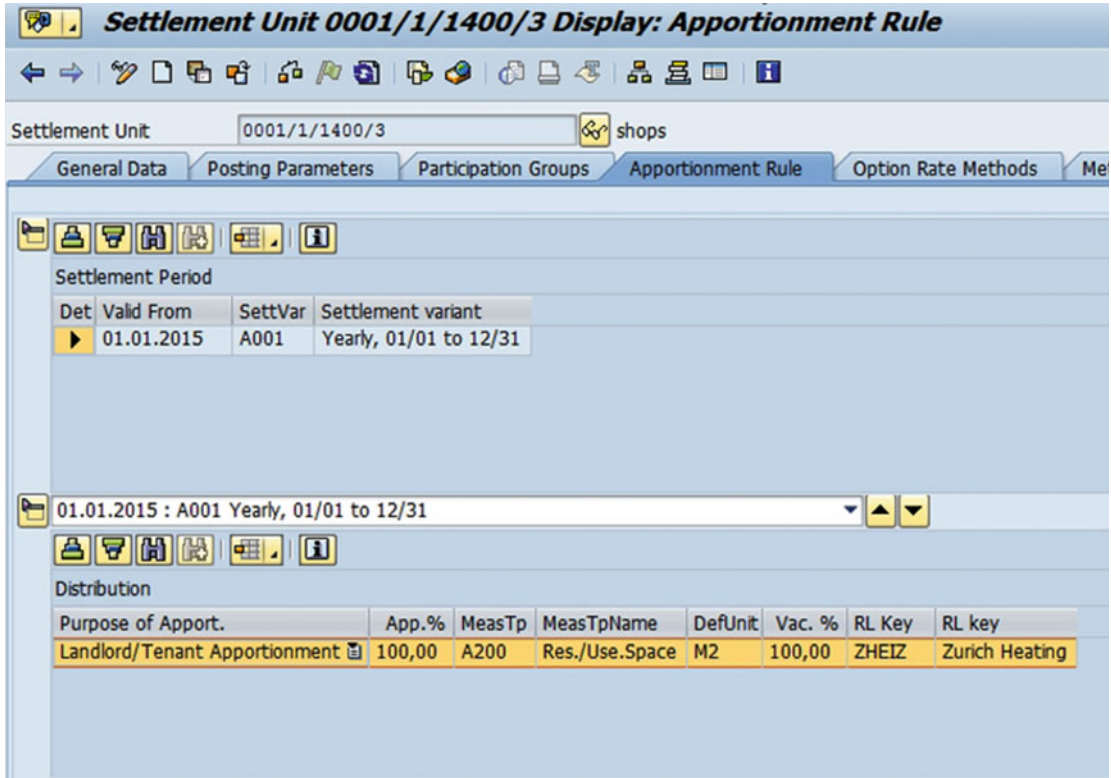 Settlement Unit 0001/1/1400/3 Display: Apportionment Rule
Settlement Unit 0001/1/1400/3 shops
General Data Posting Parameters Participation Groups Apportionment Rule Option Rate Methods Me
Settlement Period
Det Valid From SettVar Settlement variant
01.01.2015 A001 Yearly, 01/01 to 12/31
01.01.2015 : A001 Yearly, 01/01 to 12/31
Distribution
Purpose of Apport. App.% MeasTp MeasTpName DefUnit Vac. % RL Key RL key
Landlord/Tenant Apportionment 100,00 A200 Res./Use.Space M2 100,00 ZHEIZ Zurich Heating